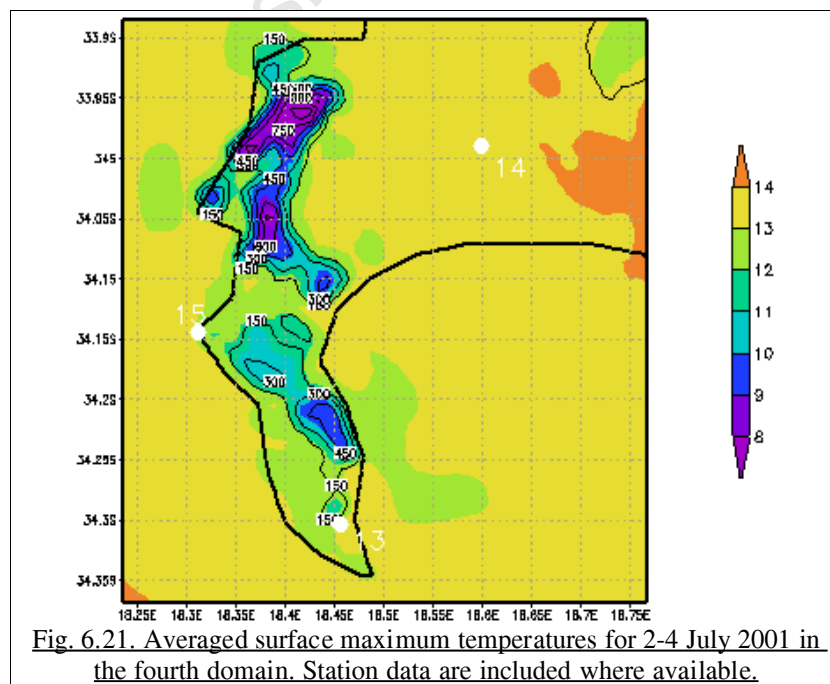 150
33.9S
450
600
33.95S
750
34S
450
14
450
14
13
150
34.05S
12
900
300
150
11
34.1S
300
10
15
150
9
34.15S
8
300
300
34.2S
450
34.25S
150
150
34.3S
13
34.35S
18.25E 18.3E 18.35E 18.4E 18.45E 18.5E 18.55E 18.6E 18.65E 18.7E 18.75E
Fig. 6.21. Averaged surface maximum temperatures for 2-4 July 2001 in
the fourth domain. Station data are included where available.